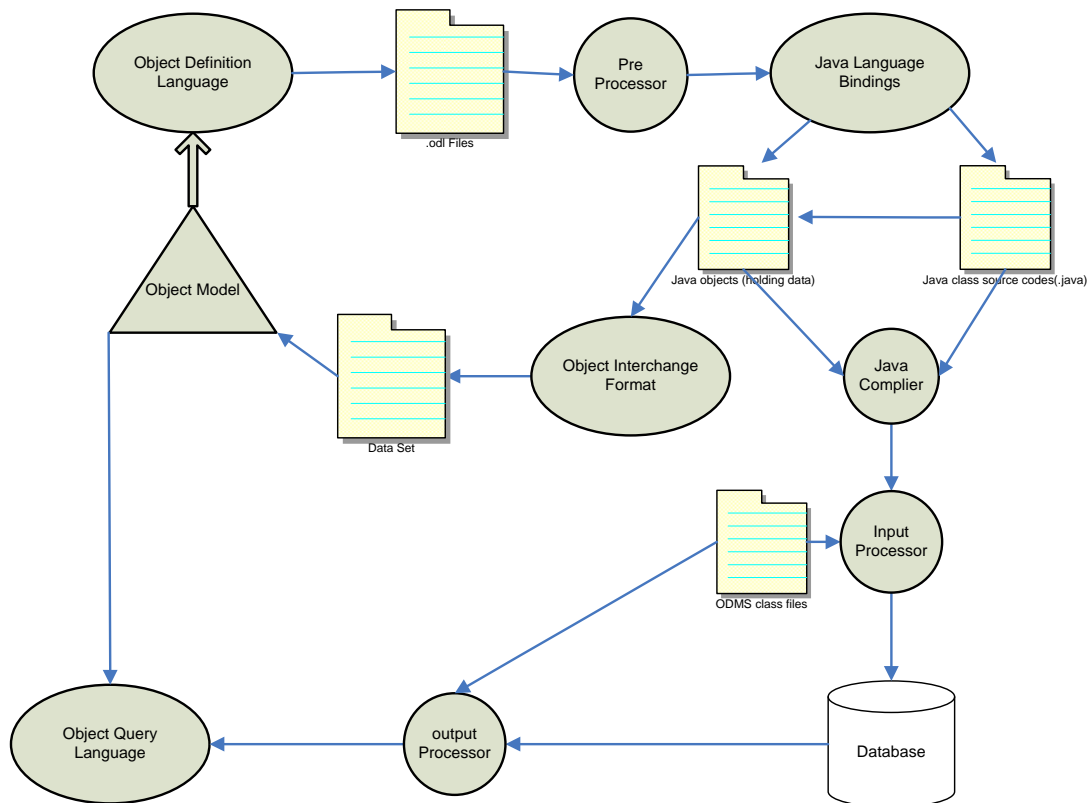 Object Definition
Language
.odl Files
Pre
Processor
Java Language
Bindings
Java objects (holding data)
Java class source codes(.java)
Object Model
Data Set
Object Interchange
Format
Java
Complier
ODMS class files
Input
Processor
Object Query
Language
output
Processor
Database